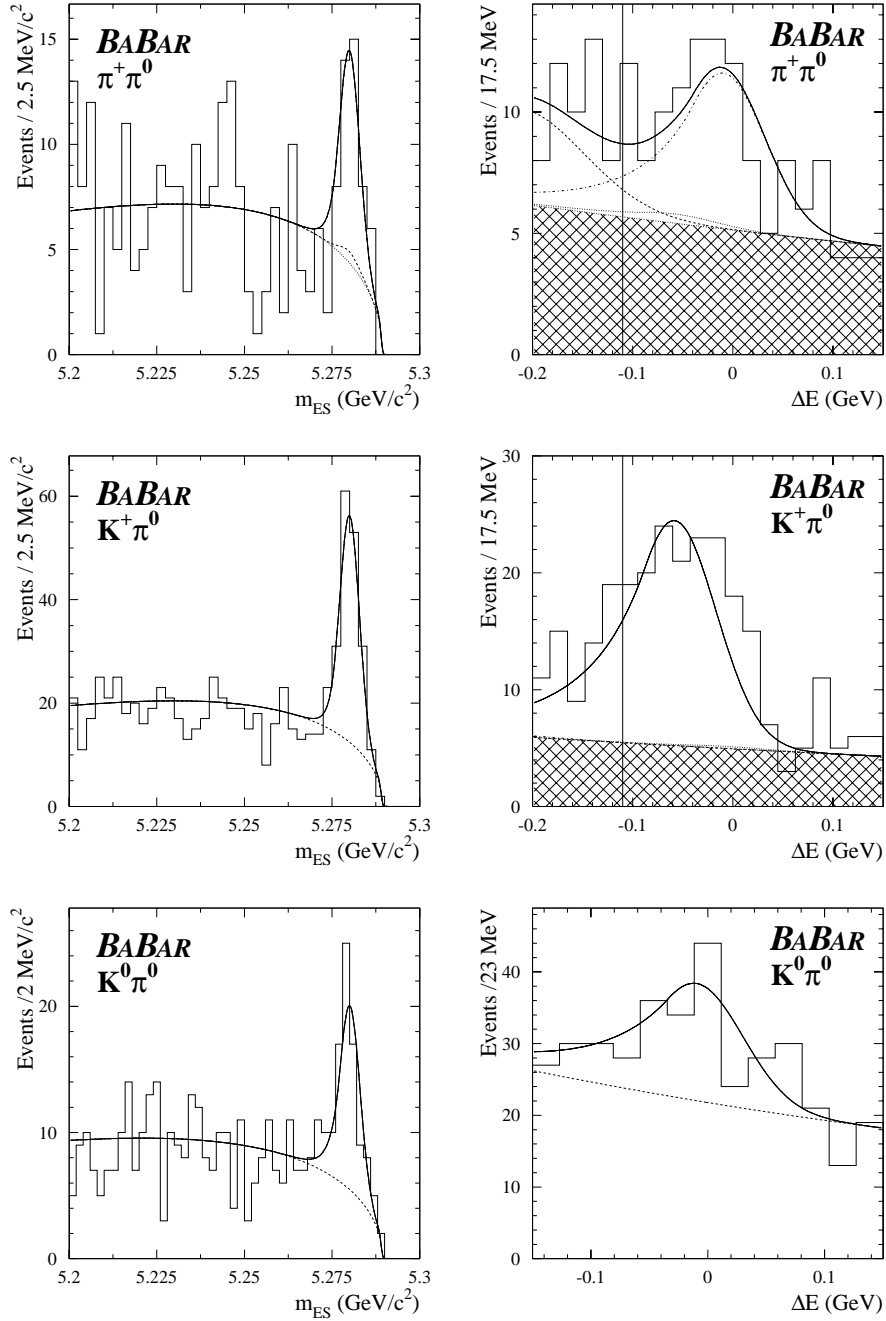 BABAR
π⁺π⁰
Events / 2.5 MeV/c²
15
10
5
0
5.2 5.225 5.25 5.275 5.3
m_ES (GeV/c²)
BABAR
π⁺π⁰
Events / 17.5 MeV
10
5
0
-0.2 -0.1 0 0.1
ΔE (GeV)
BABAR
K⁺π⁰
Events / 2.5 MeV/c²
60
40
20
0
5.2 5.225 5.25 5.275 5.3
m_ES (GeV/c²)
BABAR
K⁺π⁰
Events / 17.5 MeV
30
20
10
0
-0.2 -0.1 0 0.1
ΔE (GeV)
BABAR
K⁰π⁰
Events / 2 MeV/c²
20
10
0
5.2 5.225 5.25 5.275 5.3
m_ES (GeV/c²)
BABAR
K⁰π⁰
Events /23 MeV
40
30
20
10
0
-0.1 0 0.1
ΔE (GeV)